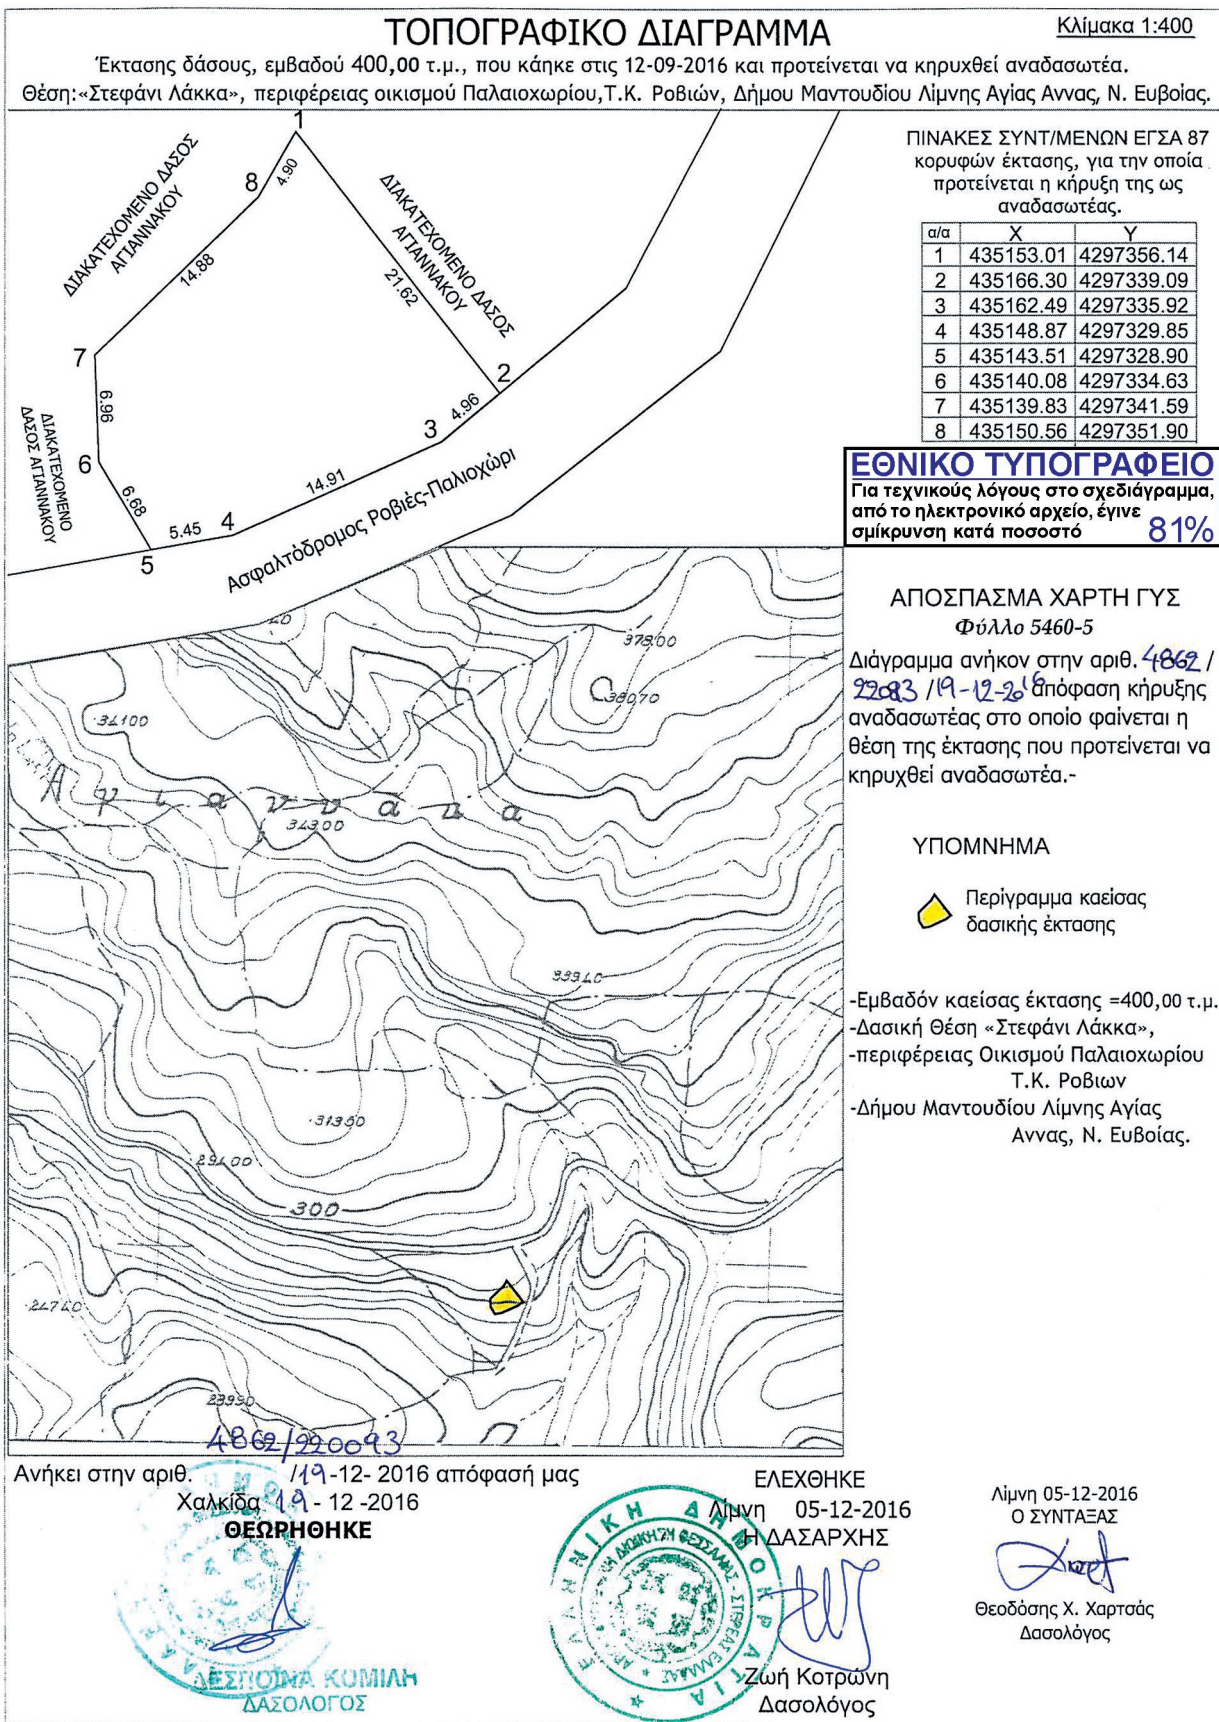 ΤΟΠΟΓΡΑΦΙΚΟ ΔΙΑΓΡΑΜΜΑ
Κλίμακα 1:400
Έκτασης δάσους, εμβαδού 400,00 τ.μ., που κάηκε στις 12-09-2016 και προτείνεται να κηρυχθεί αναδασωτέα.
Θέση:«Στεφάνι Λάκκα», περιφέρειας οικισμού Παλαιοχωρίου,Τ.Κ. Ροβιών, Δήμου Μαντουδίου Λίμνης Αγίας Αννας, Ν. Ευβοίας.
1
8
4.90
ΔΙΑΚΑΤΕΧΟΜΕΝΟ ΔΑΣΟΣ
ΑΓΙΑΝΝΑΚΟΥ
14.88
ΔΙΑΚΑΤΕΧΟΜΕΝΟ ΔΑΣΟΣ
ΑΓΙΑΝΝΑΚΟΥ
21.62
7
2
6.96
4.96
3
ΔΙΑΚΑΤΕΧΟΜΕΝΟ
ΔΑΣΟΣ ΑΓΙΑΝΝΑΚΟΥ
6
6.68
14.91
5.45
4
5
Ασφαλτόδρομος Ροβιές-Παλιοχώρι
ΠΙΝΑΚΕΣ ΣΥΝΤ/ΜΕΝΩΝ ΕΓΣΑ 87
κορυφών έκτασης, για την οποία
προτείνεται η κήρυξη της ως
αναδασωτέας.
α/α X Y
1 435153.01 4297356.14
2 435166.30 4297339.09
3 435162.49 4297335.92
4 435148.87 4297329.85
5 435143.51 4297328.90
6 435140.08 4297334.63
7 435139.83 4297341.59
8 435150.56 4297351.90
ΕΘΝΙΚΟ ΤΥΠΟΓΡΑΦΕΙΟ
Για τεχνικούς λόγους στο σχεδιάγραμμα,
από το ηλεκτρονικό αρχείο, έγινε
σμίκρυνση κατά ποσοστό 81%
ΑΠΟΣΠΑΣΜΑ ΧΑΡΤΗ ΓΥΣ
Φύλλο 5460-5
Διάγραμμα ανήκον στην αριθ. 4862 /
/19-12-2016 απόφαση κήρυξης
αναδασωτέας στο οποίο φαίνεται η
θέση της έκτασης που προτείνεται να
κηρυχθεί αναδασωτέα.-
ΥΠΟΜΝΗΜΑ
Περίγραμμα καείσας
δασικής έκτασης
-Εμβαδόν καείσας έκτασης =400,00 τ.μ.
-Δασική Θέση «Στεφάνι Λάκκα»,
-περιφέρειας Οικισμού Παλαιοχωρίου
Τ.Κ. Ροβιων
-Δήμου Μαντουδίου Λίμνης Αγίας
Αννας, Ν. Ευβοίας.
378.00
380.70
341.00
343.00
339.40
313.50
291.00
300
247.40
239.90
4862/220093
Ανήκει στην αριθ. /19-12- 2016 απόφασή μας
Χαλκίδα 19 - 12 -2016
ΘΕΩΡΗΘΗΚΕ
ΔΕΣΠΟΙΝΑ ΚΟΜΙΛΗ
ΔΑΣΟΛΟΓΟΣ
ΕΛΕΧΘΗΚΕ
Λίμνη 05-12-2016
Η ΔΑΣΑΡΧΗΣ
ΕΛΛΗΝΙΚΗ ΔΗΜΟΚΡΑΤΙΑ
Ζωή Κοτρώνη
Δασολόγος
Λίμνη 05-12-2016
Ο ΣΥΝΤΑΞΑΣ
Θεοδόσης Χ. Χαρτσάς
Δασολόγος